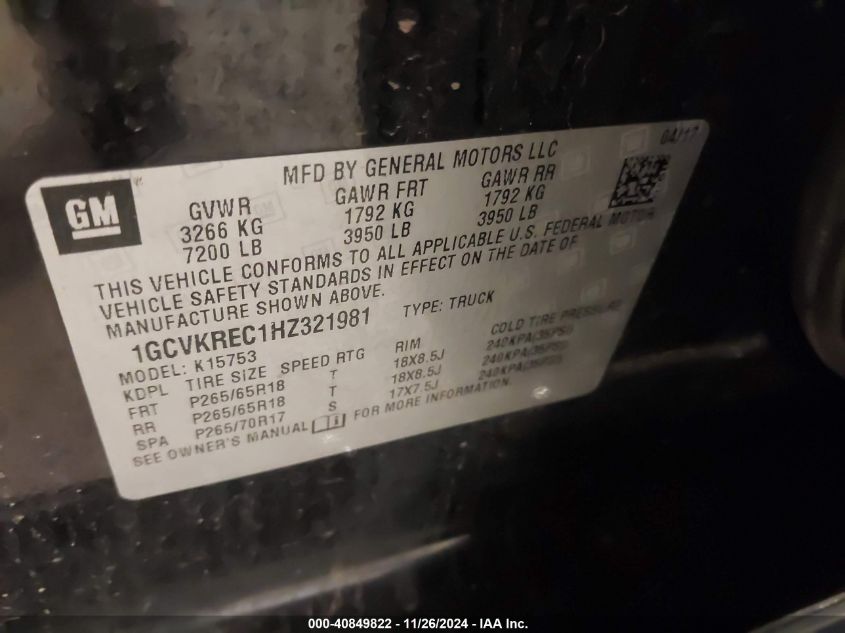 04/17
MFD BY GENERAL MOTORS LLC
GM
GVWR GAWR FRT GAWR RR
3266 KG 1792 KG 1792 KG
7200 LB 3950 LB 3950 LB
THIS VEHICLE CONFORMS TO ALL APPLICABLE U.S. FEDERAL MOTOR
VEHICLE SAFETY STANDARDS IN EFFECT ON THE DATE OF
MANUFACTURE SHOWN ABOVE.
1GCVKREC1HZ321981 TYPE: TRUCK
MODEL: K15753
KDPL TIRE SIZE SPEED RTG RIM COLD TIRE PRESSURE
FRT P265/65R18 T 18X8.5J 240KPA(35PSI)
RR P265/65R18 T 18X8.5J 240KPA(35PSI)
SPA P265/70R17 S 17X7.5J 240KPA(35PSI)
SEE OWNER'S MANUAL FOR MORE INFORMATION.
000-40849822 - 11/26/2024 - IAA Inc.